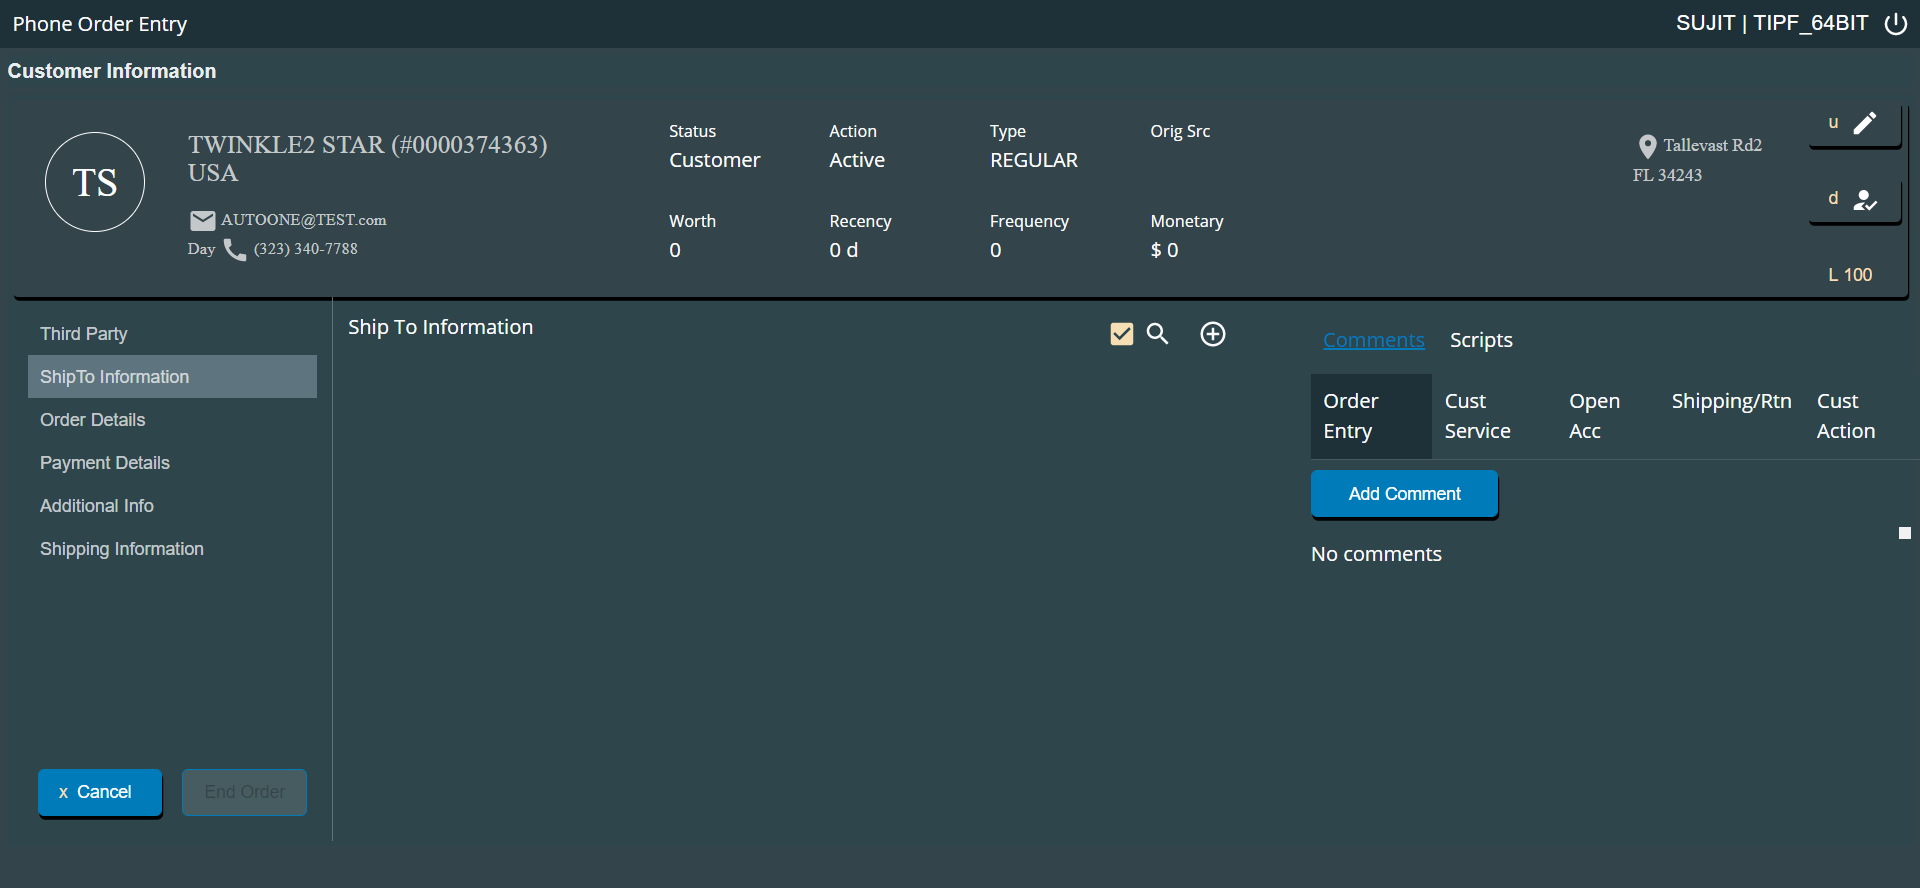 Phone Order Entry
SUJIT | TIPF_64BIT
Customer Information
TS
TWINKLE2 STAR (#0000374363)
USA
AUTOONE@TEST.com
Day (323) 340-7788
Status
Customer
Action
Active
Type
REGULAR
Orig Src
Worth
0
Recency
0 d
Frequency
0
Monetary
$ 0
Tallevast Rd2
FL 34243
u
d
L 100
Third Party
ShipTo Information
Order Details
Payment Details
Additional Info
Shipping Information
x Cancel
End Order
Ship To Information
Comments
Scripts
Order
Entry
Cust
Service
Open
Acc
Shipping/Rtn
Cust
Action
Add Comment
No comments